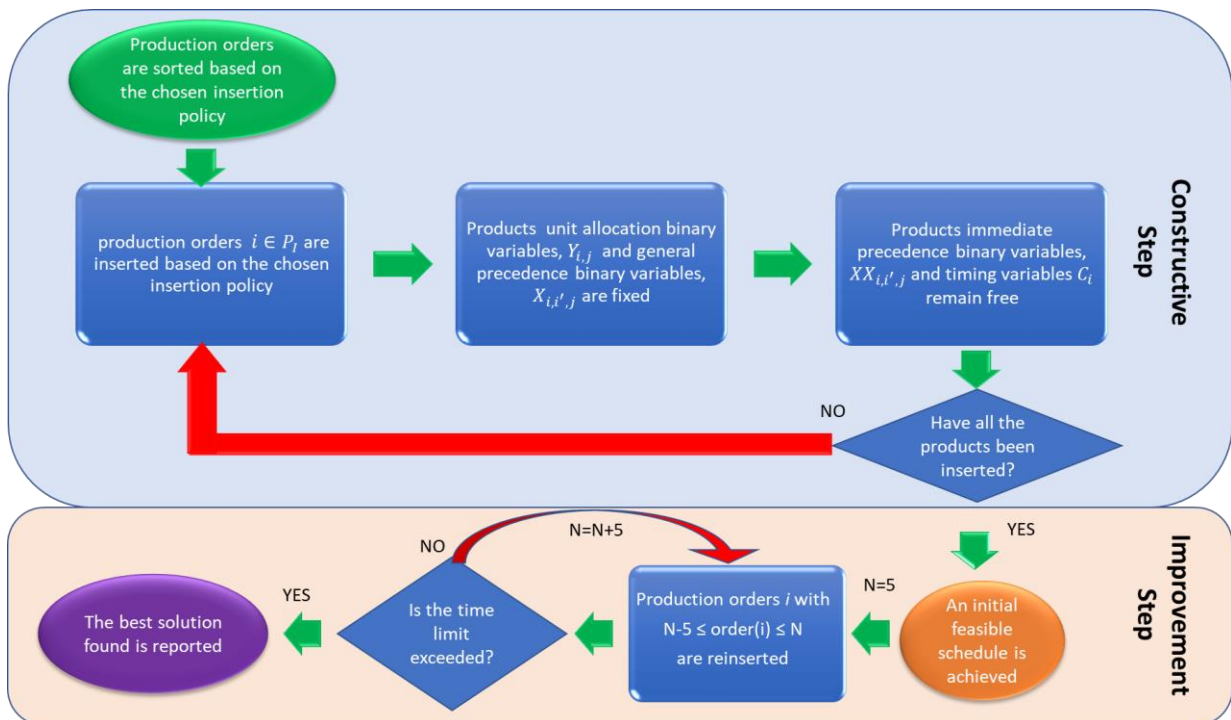 Production orders
are sorted based on
the chosen insertion
policy
production orders 𝑖 ∈ 𝑃_𝐼 are
inserted based on the chosen
insertion policy
Products unit allocation binary
variables, 𝑌_{𝑖,𝑗} and general
precedence binary variables,
𝑋_{𝑖,𝑖′,𝑗} are fixed
Products immediate
precedence binary variables,
𝑋𝑋_{𝑖,𝑖′,𝑗} and timing variables 𝐶_𝑖
remain free
Constructive
Step
NO
Have all the
products been
inserted?
YES
N=5
An initial
feasible
schedule is
achieved
Production orders i with
N-5 ≤ order(i) ≤ N
are reinserted
N=N+5
NO
Is the time
limit
exceeded?
YES
The best solution
found is reported
Improvement
Step